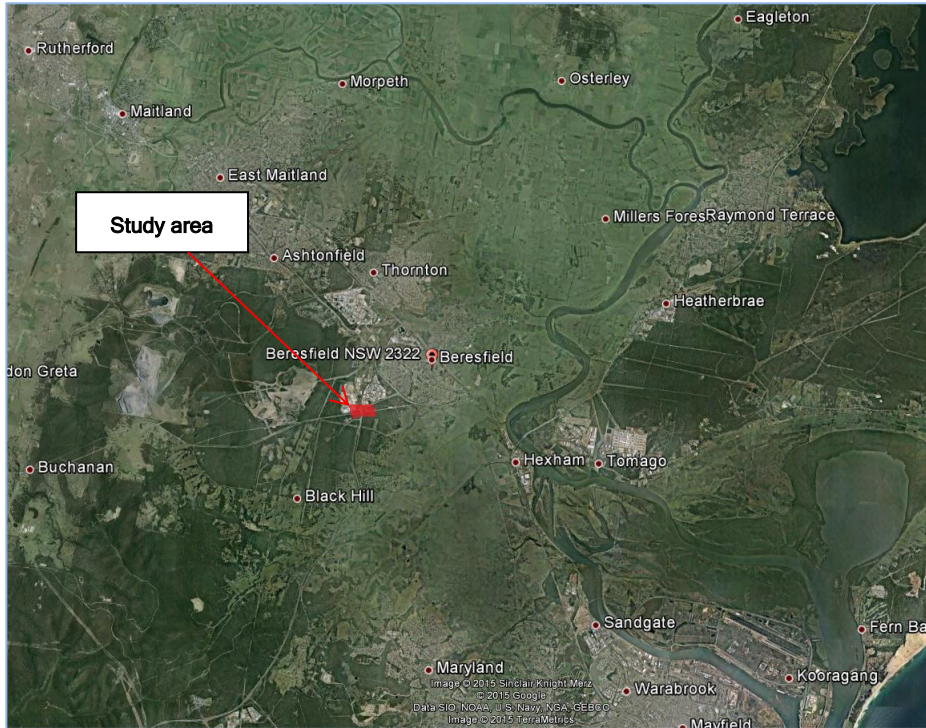 Eagleton
Rutherford
Morpeth
Osterley
Maitland
East Maitland
Study area
Millers Fores
Raymond Terrace
Ashtonfield
Thornton
Heatherbrae
Beresfield NSW 2322
Beresfield
don Greta
Buchanan
Hexham
Tomago
Black Hill
Sandgate
Fern Ba
Maryland
Kooragang
Image © 2015 Sinclair Knight Merz
© 2015 Google
Warabrook
Data SIO, NOAA, U.S. Navy, NGA, GEBCO
Image © 2015 TerraMetrics
Mayfield